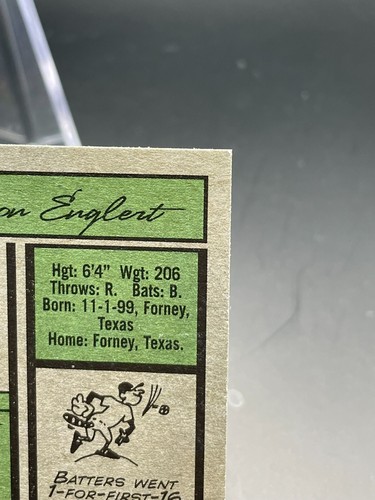 on Englert
Hgt: 6'4" Wgt: 206
Throws: R. Bats: B.
Born: 11-1-99, Forney,
Texas
Home: Forney, Texas.
BATTERS WENT
1-FOR-FIRST-16